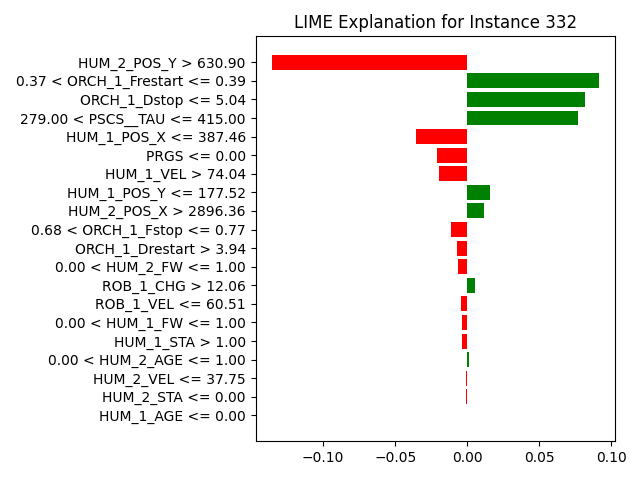 LIME Explanation for Instance 332
HUM_2_POS_Y > 630.90
0.37 < ORCH_1_Frestart <= 0.39
ORCH_1_Dstop <= 5.04
279.00 < PSCS__TAU <= 415.00
HUM_1_POS_X <= 387.46
PRGS <= 0.00
HUM_1_VEL > 74.04
HUM_1_POS_Y <= 177.52
HUM_2_POS_X > 2896.36
0.68 < ORCH_1_Fstop <= 0.77
ORCH_1_Drestart > 3.94
0.00 < HUM_2_FW <= 1.00
ROB_1_CHG > 12.06
ROB_1_VEL <= 60.51
0.00 < HUM_1_FW <= 1.00
HUM_1_STA > 1.00
0.00 < HUM_2_AGE <= 1.00
HUM_2_VEL <= 37.75
HUM_2_STA <= 0.00
HUM_1_AGE <= 0.00
−0.10 −0.05 0.00 0.05 0.10